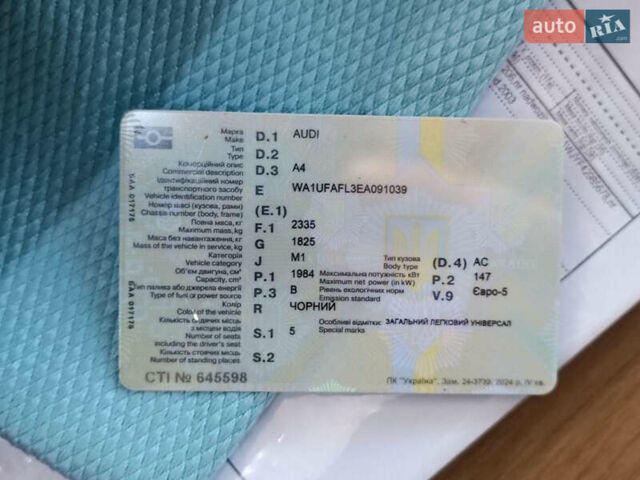 auto RIA
.com
Марка
Make D.1 AUDI
Тип
Type D.2
Комерційний опис
Commercial description D.3 A4
Ідентифікаційний номер
транспортного засобу
Vehicle identification number E WA1UFAFL3EA091039
Номер шасі (кузова, рами)
Chassis number (body, frame) (E.1)
Повна маса, кг
Maximum mass, kg F.1 2335
Маса без навантаження, кг
Mass of the vehicle in service, kg G 1825
Категорія
Vehicle category J M1 Тип кузова
Body type (D.4) AC
Об'єм двигуна, см³
Capacity, cm³ P.1 1984 Максимальна потужність кВт
Maximum net power (in kW) P.2 147
Тип палива або джерела енергії
Type of fuel or power source P.3 B Рівень екологічних норм
Emission standard V.9 Євро-5
Колір
Color of the vehicle R ЧОРНИЙ
Кількість сидячих місць
з місцем водія
Number of seats
including the driver's seat S.1 5 Особливі відмітки: ЗАГАЛЬНИЙ ЛЕГКОВИЙ УНІВЕРСАЛ
Special marks
Кількість стоячих місць
Number of standing places S.2
СТІ № 645598
ПК "Україна". Зам. 24-3739. 2024 р. IV кв.